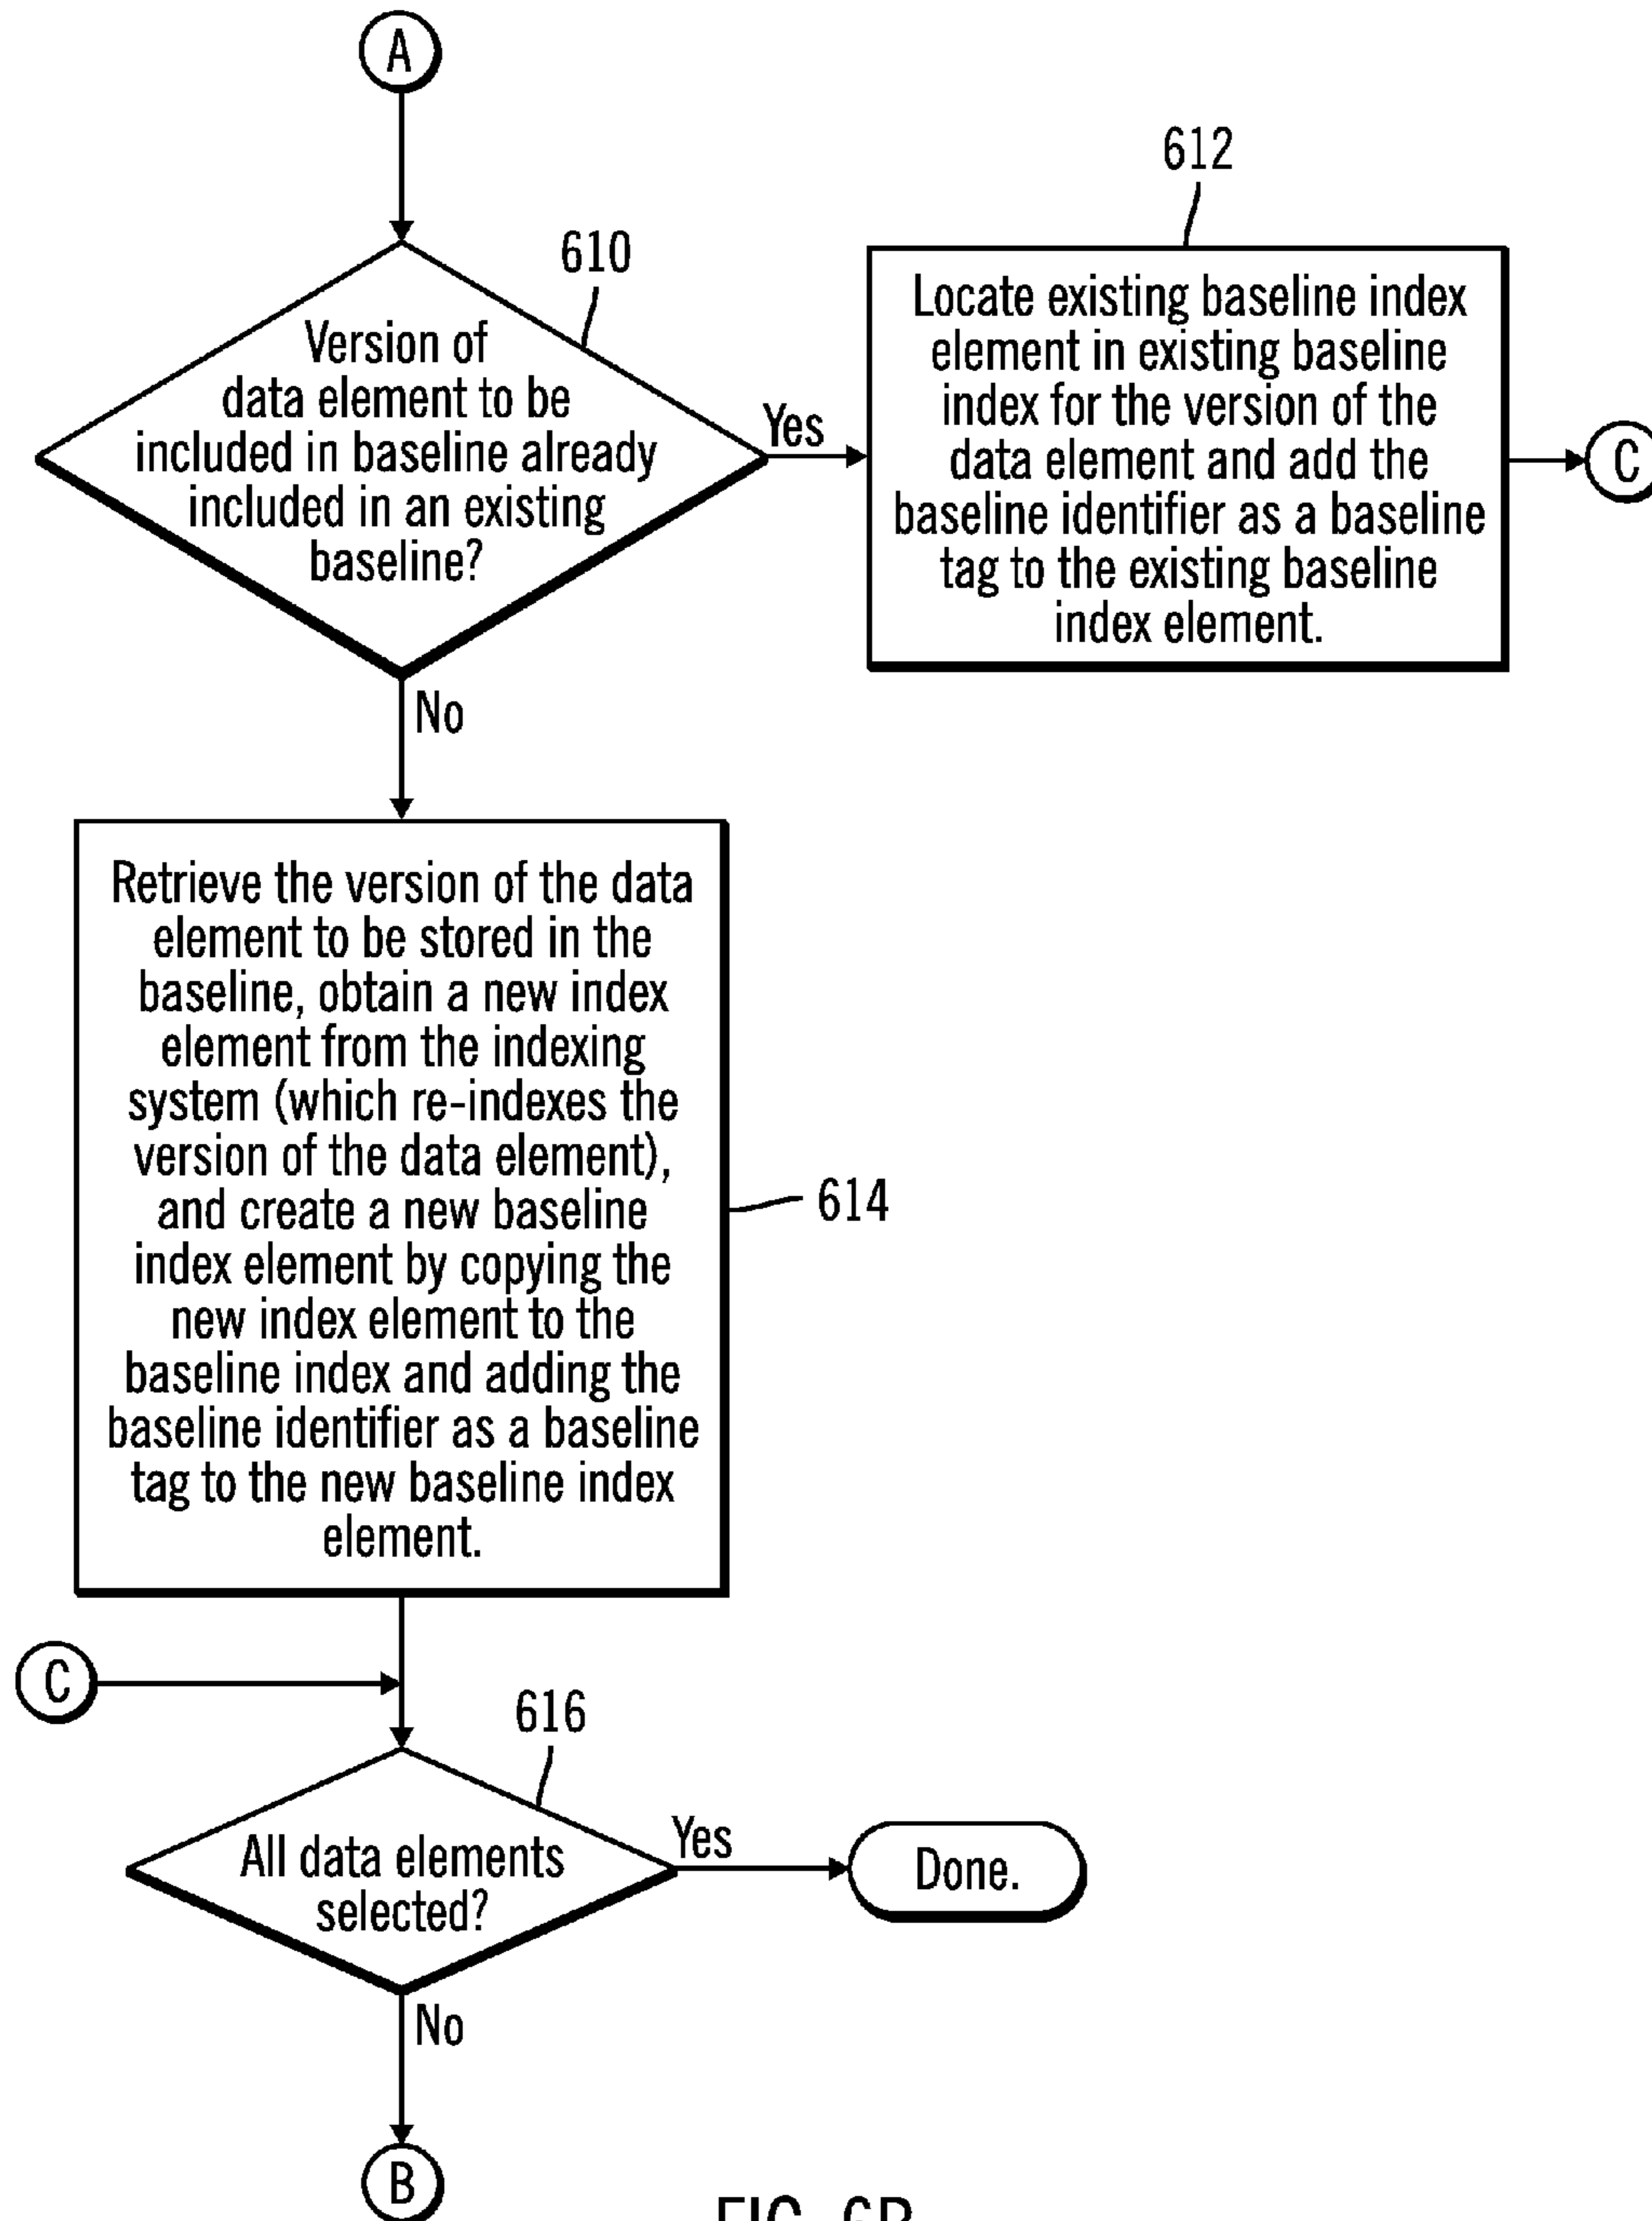 A
610
Version of
data element to be
included in baseline already
included in an existing
baseline?
Yes
612
Locate existing baseline index
element in existing baseline
index for the version of the
data element and add the
baseline identifier as a baseline
tag to the existing baseline
index element.
C
No
Retrieve the version of the data
element to be stored in the
baseline, obtain a new index
element from the indexing
system (which re-indexes the
version of the data element),
and create a new baseline
index element by copying the
new index element to the
baseline index and adding the
baseline identifier as a baseline
tag to the new baseline index
element.
614
C
616
All data elements
selected?
Yes
Done.
No
B
FIG. 6B